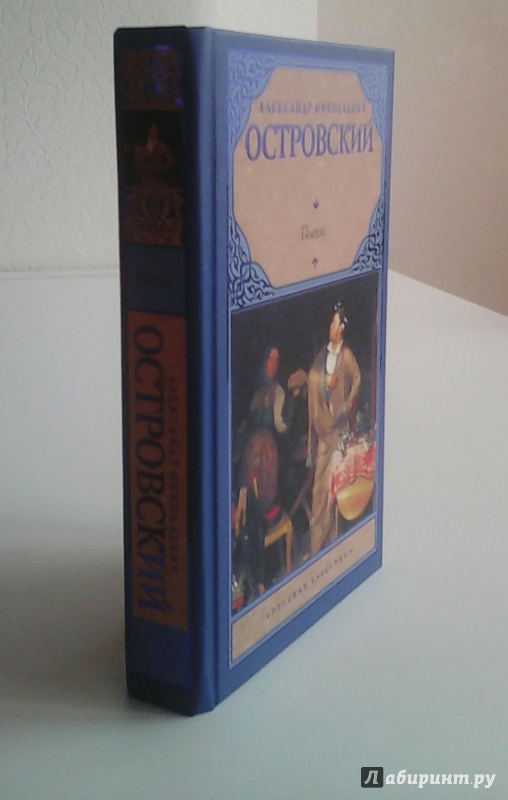 АЛЕКСАНДР НИКОЛАЕВИЧ
ОСТРОВСКИЙ
Пьесы
РУССКАЯ КЛАССИКА
АЛЕКСАНДР НИКОЛАЕВИЧ
ОСТРОВСКИЙ
Лабиринт.ру